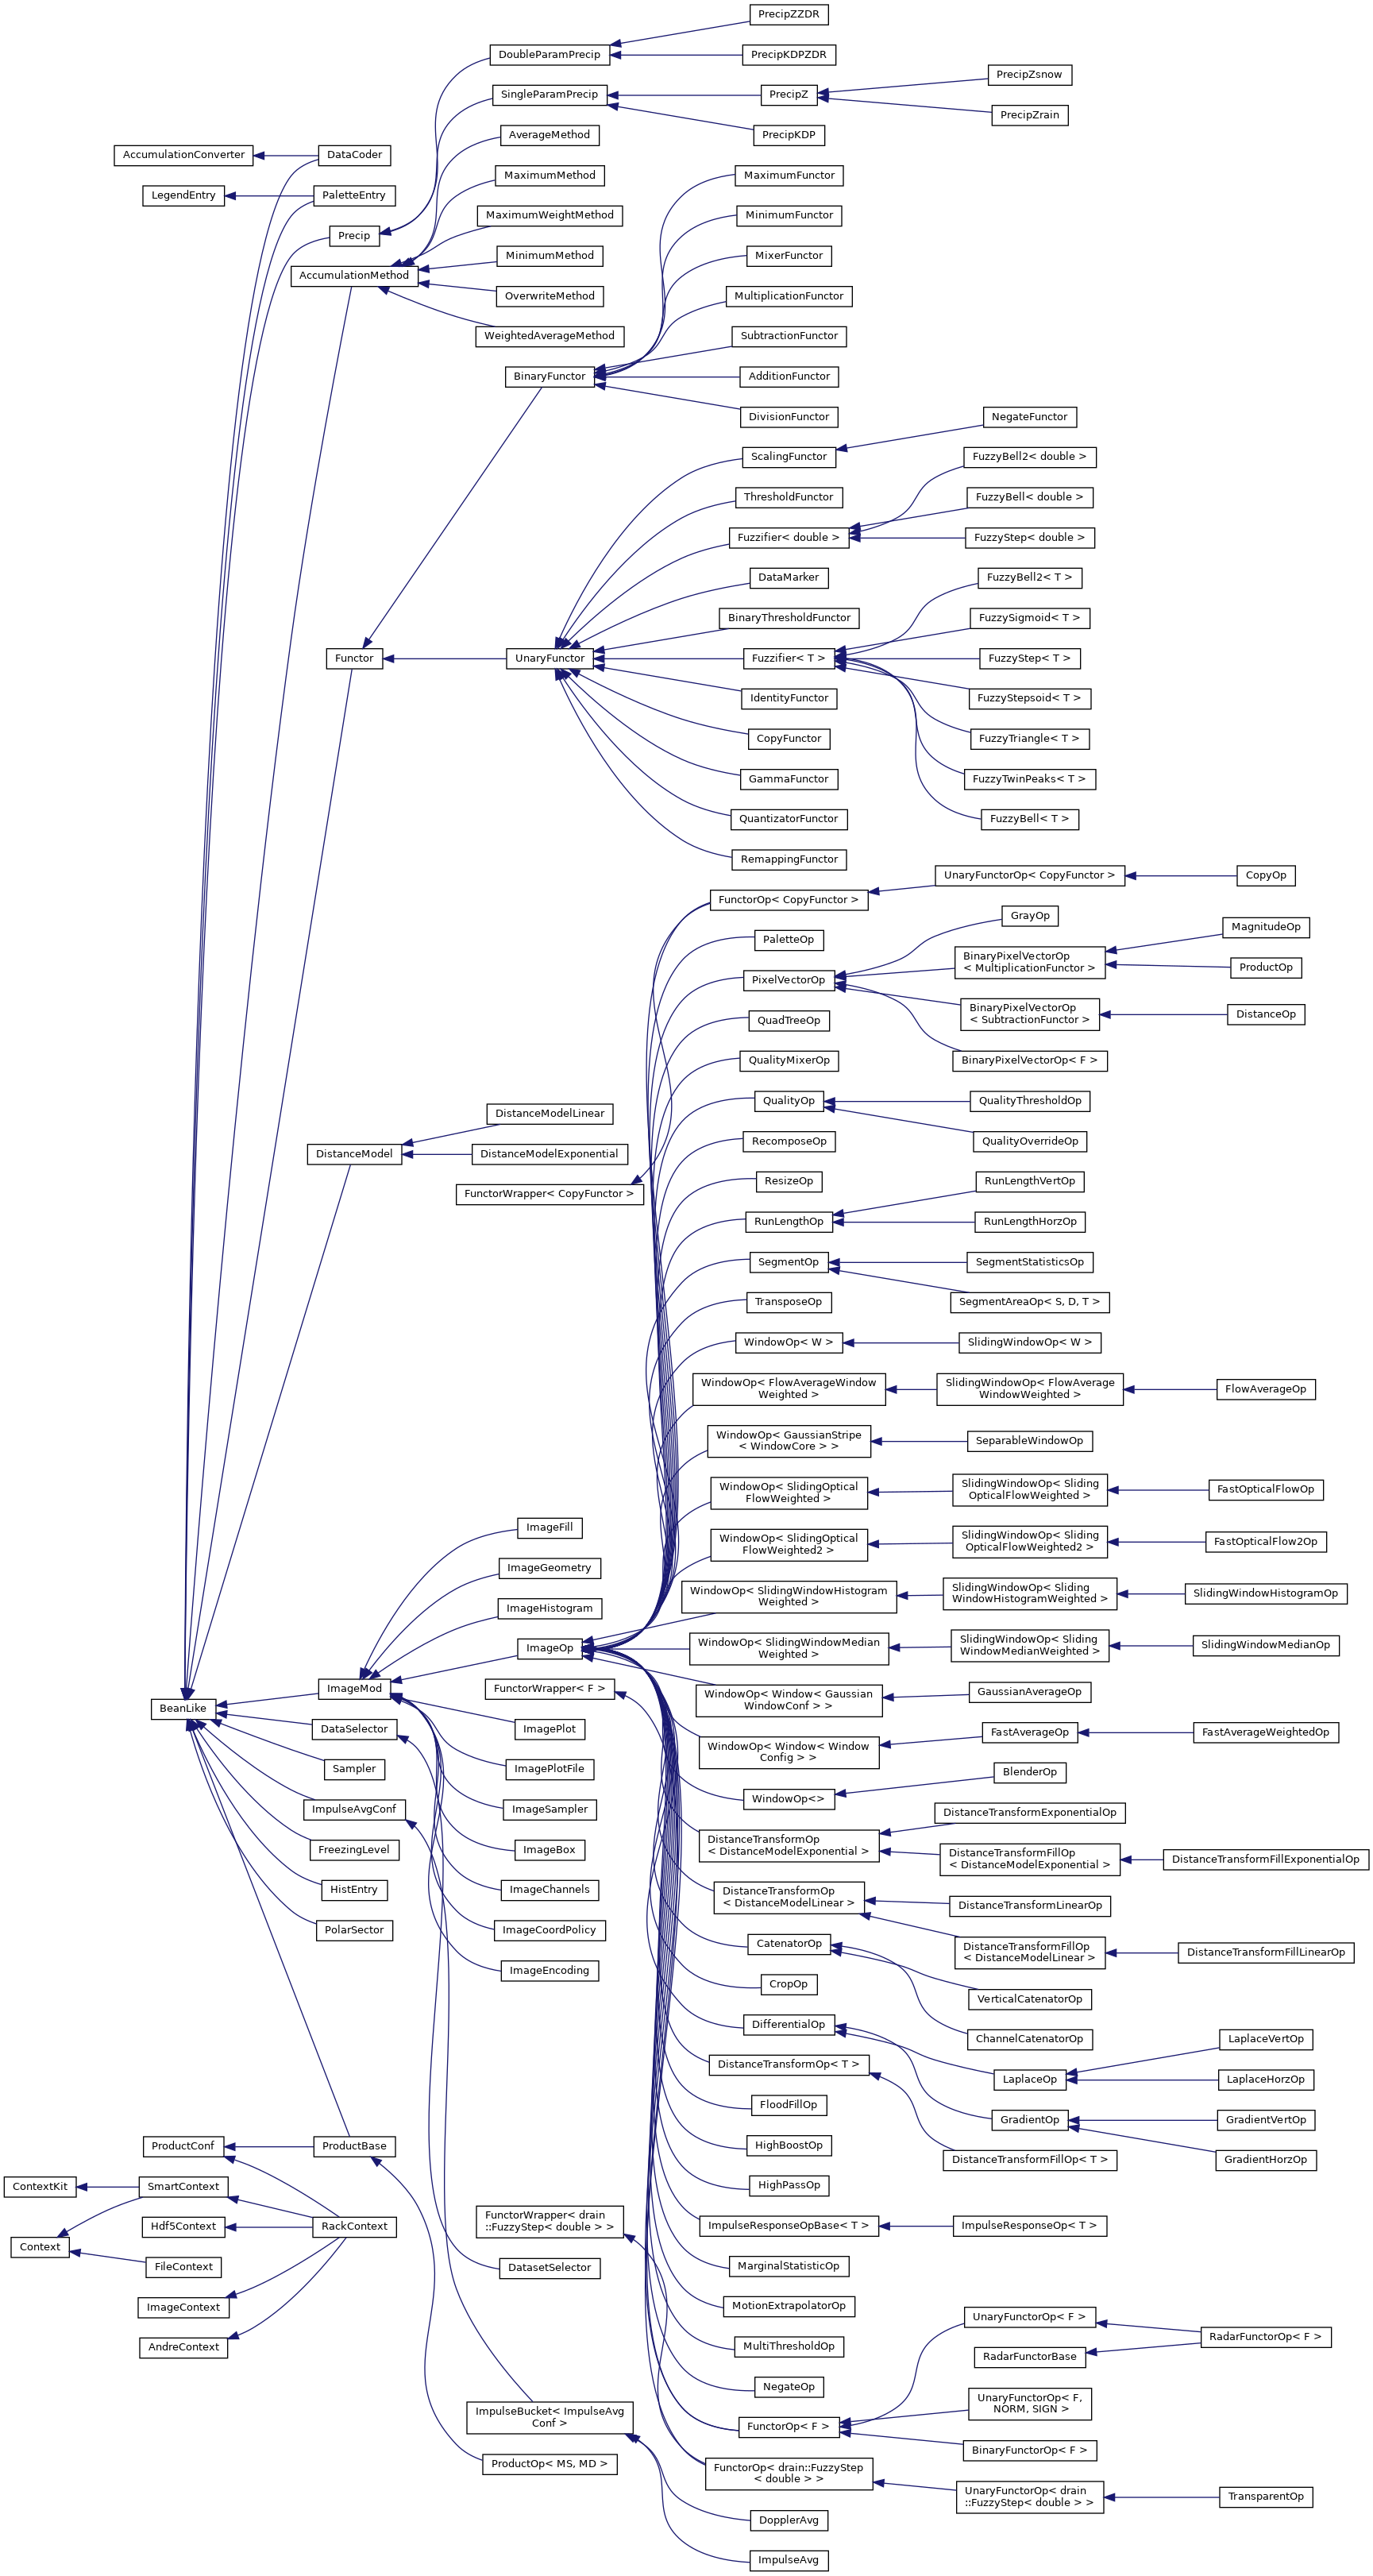 PrecipZZDR
DoubleParamPrecip
PrecipKDPZDR
PrecipZsnow
SingleParamPrecip
PrecipZ
PrecipZrain
AverageMethod
PrecipKDP
AccumulationConverter
DataCoder
MaximumMethod
MaximumFunctor
LegendEntry
PaletteEntry
MaximumWeightMethod
MinimumFunctor
Precip
MinimumMethod
MixerFunctor
AccumulationMethod
OverwriteMethod
MultiplicationFunctor
WeightedAverageMethod
SubtractionFunctor
BinaryFunctor
AdditionFunctor
DivisionFunctor
NegateFunctor
ScalingFunctor
FuzzyBell2< double >
ThresholdFunctor
FuzzyBell< double >
Fuzzifier< double >
FuzzyStep< double >
DataMarker
FuzzyBell2< T >
BinaryThresholdFunctor
FuzzySigmoid< T >
Functor
UnaryFunctor
Fuzzifier< T >
FuzzyStep< T >
IdentityFunctor
FuzzyStepsoid< T >
CopyFunctor
FuzzyTriangle< T >
GammaFunctor
FuzzyTwinPeaks< T >
QuantizatorFunctor
FuzzyBell< T >
RemappingFunctor
UnaryFunctorOp< CopyFunctor >
CopyOp
FunctorOp< CopyFunctor >
GrayOp
PaletteOp
MagnitudeOp
BinaryPixelVectorOp
< MultiplicationFunctor >
ProductOp
PixelVectorOp
BinaryPixelVectorOp
< SubtractionFunctor >
DistanceOp
QuadTreeOp
BinaryPixelVectorOp< F >
QualityMixerOp
QualityOp
QualityThresholdOp
DistanceModelLinear
RecomposeOp
QualityOverrideOp
DistanceModel
DistanceModelExponential
ResizeOp
RunLengthVertOp
FunctorWrapper< CopyFunctor >
RunLengthOp
RunLengthHorzOp
SegmentOp
SegmentStatisticsOp
TransposeOp
SegmentAreaOp< S, D, T >
WindowOp< W >
SlidingWindowOp< W >
WindowOp< FlowAverageWindow
Weighted >
SlidingWindowOp< FlowAverage
WindowWeighted >
FlowAverageOp
WindowOp< GaussianStripe
< WindowCore > >
SeparableWindowOp
WindowOp< SlidingOptical
FlowWeighted >
SlidingWindowOp< Sliding
OpticalFlowWeighted >
FastOpticalFlowOp
ImageFill
WindowOp< SlidingOptical
FlowWeighted2 >
SlidingWindowOp< Sliding
OpticalFlowWeighted2 >
FastOpticalFlow2Op
ImageGeometry
WindowOp< SlidingWindowHistogram
Weighted >
SlidingWindowOp< Sliding
WindowHistogramWeighted >
SlidingWindowHistogramOp
ImageHistogram
ImageOp
WindowOp< SlidingWindowMedian
Weighted >
SlidingWindowOp< Sliding
WindowMedianWeighted >
SlidingWindowMedianOp
ImageMod
FunctorWrapper< F >
WindowOp< Window< Gaussian
WindowConf > >
GaussianAverageOp
BeanLike
DataSelector
ImagePlot
WindowOp< Window< Window
Config > >
FastAverageOp
FastAverageWeightedOp
Sampler
ImagePlotFile
BlenderOp
ImpulseAvgConf
ImageSampler
WindowOp<>
DistanceTransformExponentialOp
FreezingLevel
ImageBox
DistanceTransformOp
< DistanceModelExponential >
DistanceTransformFillOp
< DistanceModelExponential >
DistanceTransformFillExponentialOp
HistEntry
ImageChannels
DistanceTransformOp
< DistanceModelLinear >
DistanceTransformLinearOp
PolarSector
ImageCoordPolicy
CatenatorOp
DistanceTransformFillOp
< DistanceModelLinear >
DistanceTransformFillLinearOp
ImageEncoding
CropOp
VerticalCatenatorOp
DifferentialOp
ChannelCatenatorOp
LaplaceVertOp
DistanceTransformOp< T >
LaplaceOp
LaplaceHorzOp
FloodFillOp
GradientOp
GradientVertOp
ProductConf
ProductBase
HighBoostOp
DistanceTransformFillOp< T >
GradientHorzOp
ContextKit
SmartContext
HighPassOp
Hdf5Context
RackContext
FunctorWrapper< drain
::FuzzyStep< double > >
ImpulseResponseOpBase< T >
ImpulseResponseOp< T >
Context
FileContext
DatasetSelector
MarginalStatisticOp
ImageContext
MotionExtrapolatorOp
UnaryFunctorOp< F >
RadarFunctorOp< F >
AndreContext
MultiThresholdOp
RadarFunctorBase
NegateOp
ImpulseBucket< ImpulseAvg
Conf >
FunctorOp< F >
UnaryFunctorOp< F,
NORM, SIGN >
BinaryFunctorOp< F >
ProductOp< MS, MD >
FunctorOp< drain::FuzzyStep
< double > >
UnaryFunctorOp< drain
::FuzzyStep< double > >
TransparentOp
DopplerAvg
ImpulseAvg